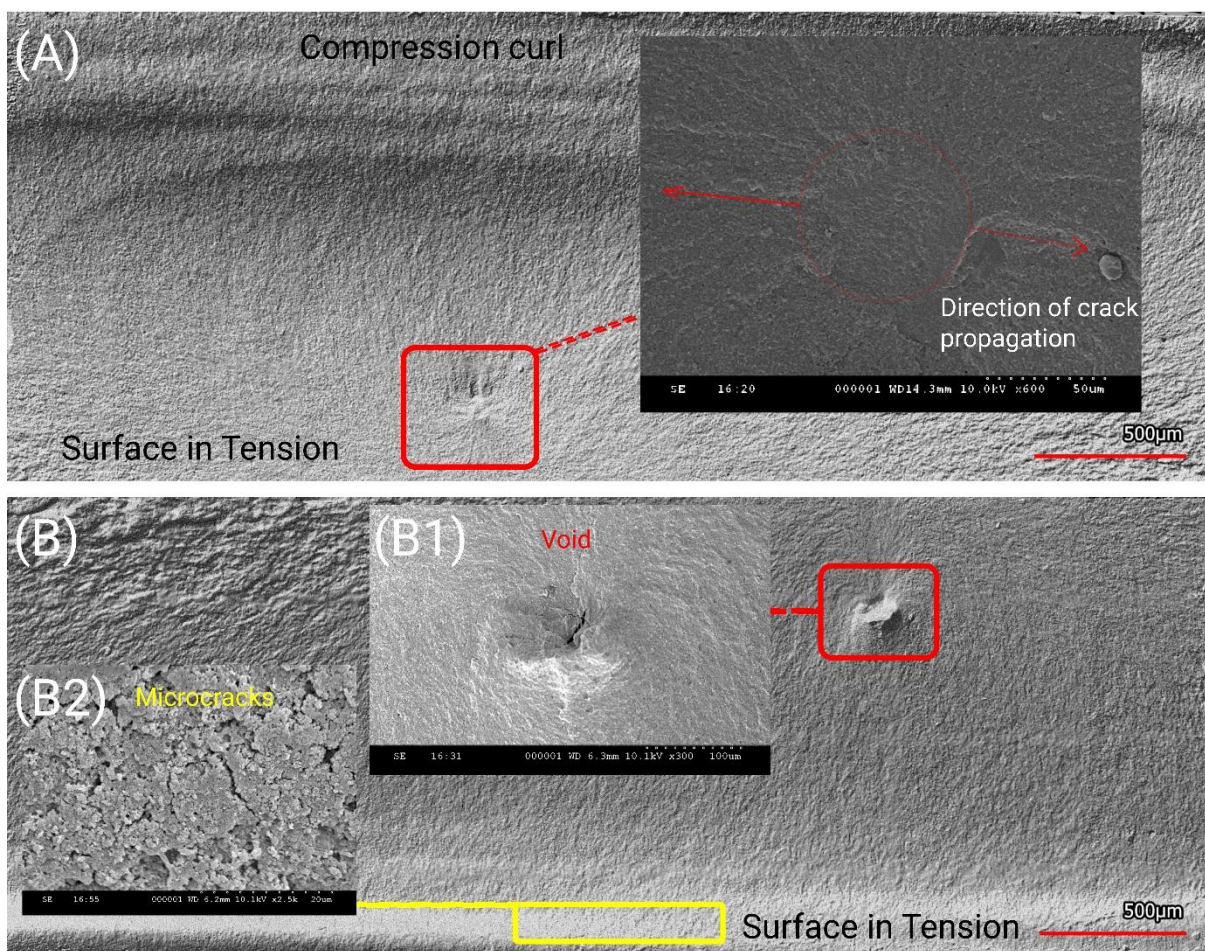 (A)
Compression curl
Direction of crack
propagation
SE 16:20 000001 WD14.3mm 10.0kV x600 50um
Surface in Tension
500μm
(B)
(B1)
Void
SE 16:31 000001 WD 6.3mm 10.1kV x300 100um
(B2)
Microcracks
SE 16:55 000001 WD 6.2mm 10.1kV x2.5k 20um
Surface in Tension
500μm